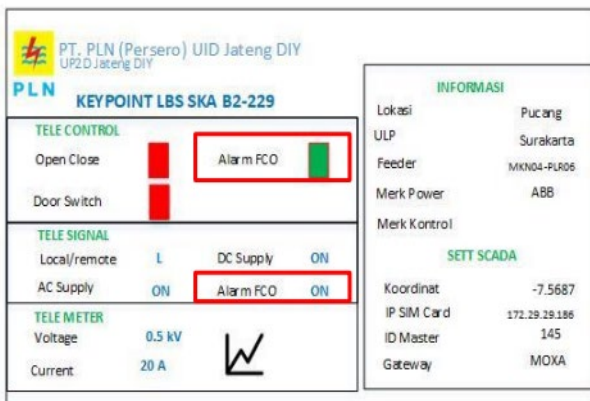 PT. PLN (Persero) UID Jateng DIY
UP2D Jateng DIY
PLN
KEYPOINT LBS SKA B2-229
TELE CONTROL
Open Close Alarm FCO
Door Switch
TELE SIGNAL
Local/remote L DC Supply ON
AC Supply ON Alarm FCO ON
TELE METER
Voltage 0.5 kV
Current 20 A
INFORMASI
Lokasi Pucang
ULP Surakarta
Feeder MKN04-PLR06
Merk Power ABB
Merk Kontrol
SETT SCADA
Koordinat -7.5687
IP SIM Card 172.29.29.186
ID Master 145
Gateway MOXA